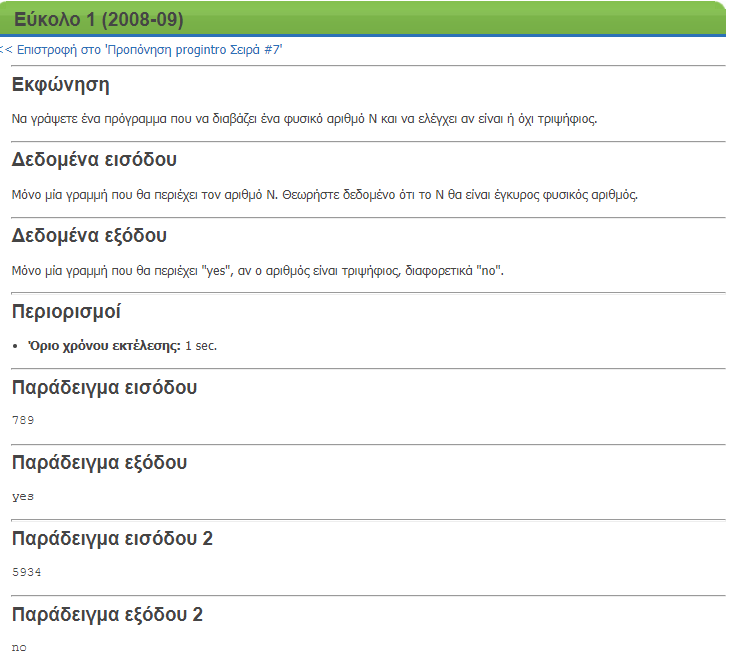 Εύκολο 1 (2008-09)
<< Επιστροφή στο 'Προπόνηση progintro Σειρά #7'
Εκφώνηση
Να γράψετε ένα πρόγραμμα που να διαβάζει ένα φυσικό αριθμό N και να ελέγχει αν είναι ή όχι τριψήφιος.
Δεδομένα εισόδου
Μόνο μία γραμμή που θα περιέχει τον αριθμό N. Θεωρήστε δεδομένο ότι το N θα είναι έγκυρος φυσικός αριθμός.
Δεδομένα εξόδου
Μόνο μία γραμμή που θα περιέχει "yes", αν ο αριθμός είναι τριψήφιος, διαφορετικά "no".
Περιορισμοί
• Όριο χρόνου εκτέλεσης: 1 sec.
Παράδειγμα εισόδου
789
Παράδειγμα εξόδου
yes
Παράδειγμα εισόδου 2
5934
Παράδειγμα εξόδου 2
no